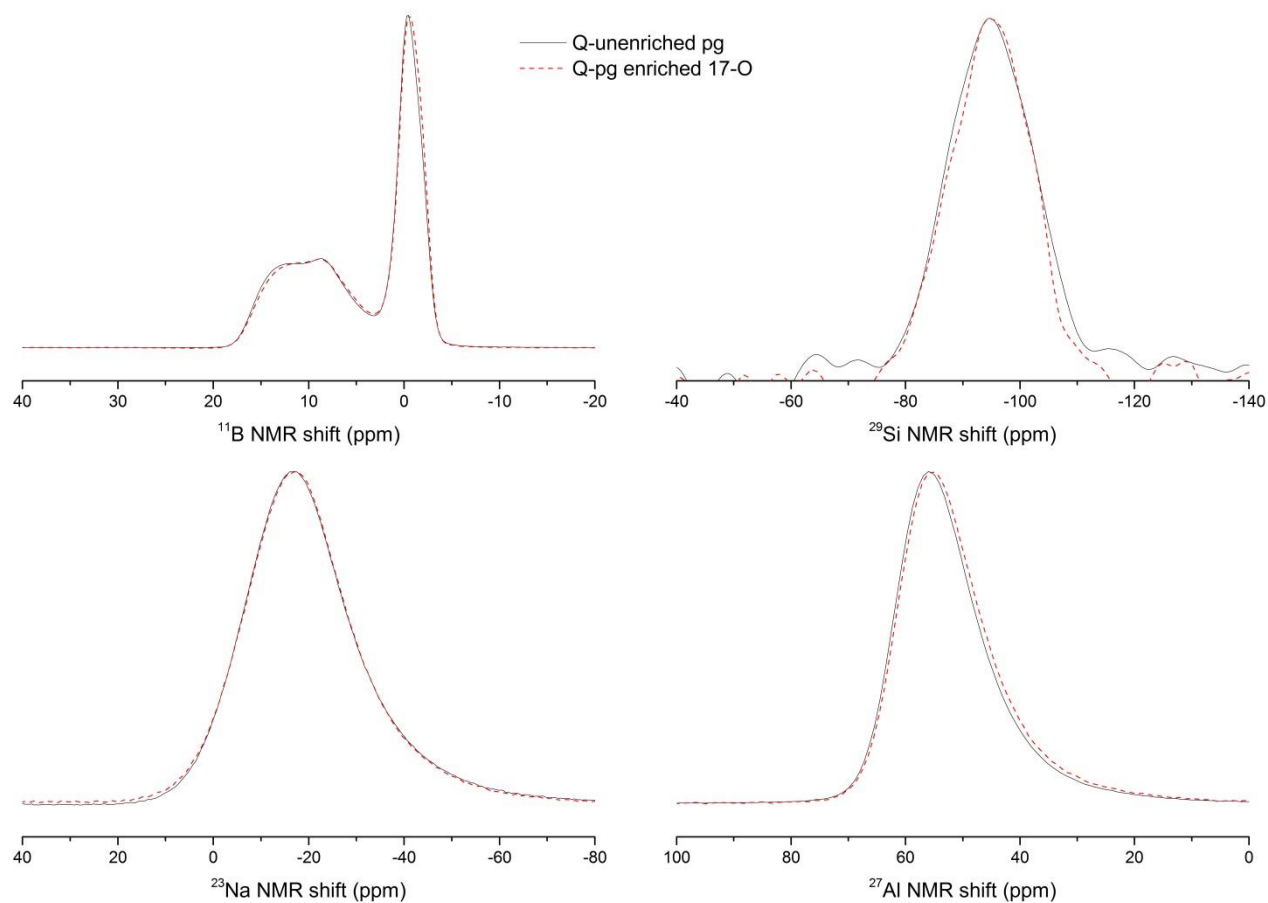 Q-unenriched pg
Q-pg enriched 17-O
40 20 10 0 -10 -20
¹¹B NMR shift (ppm)
-40 -60 -80 -100 -120 -140
²⁹Si NMR shift (ppm)
40 20 0 -20 -40 -60 -80
²³Na NMR shift (ppm)
100 80 60 40 20 0
²⁷Al NMR shift (ppm)